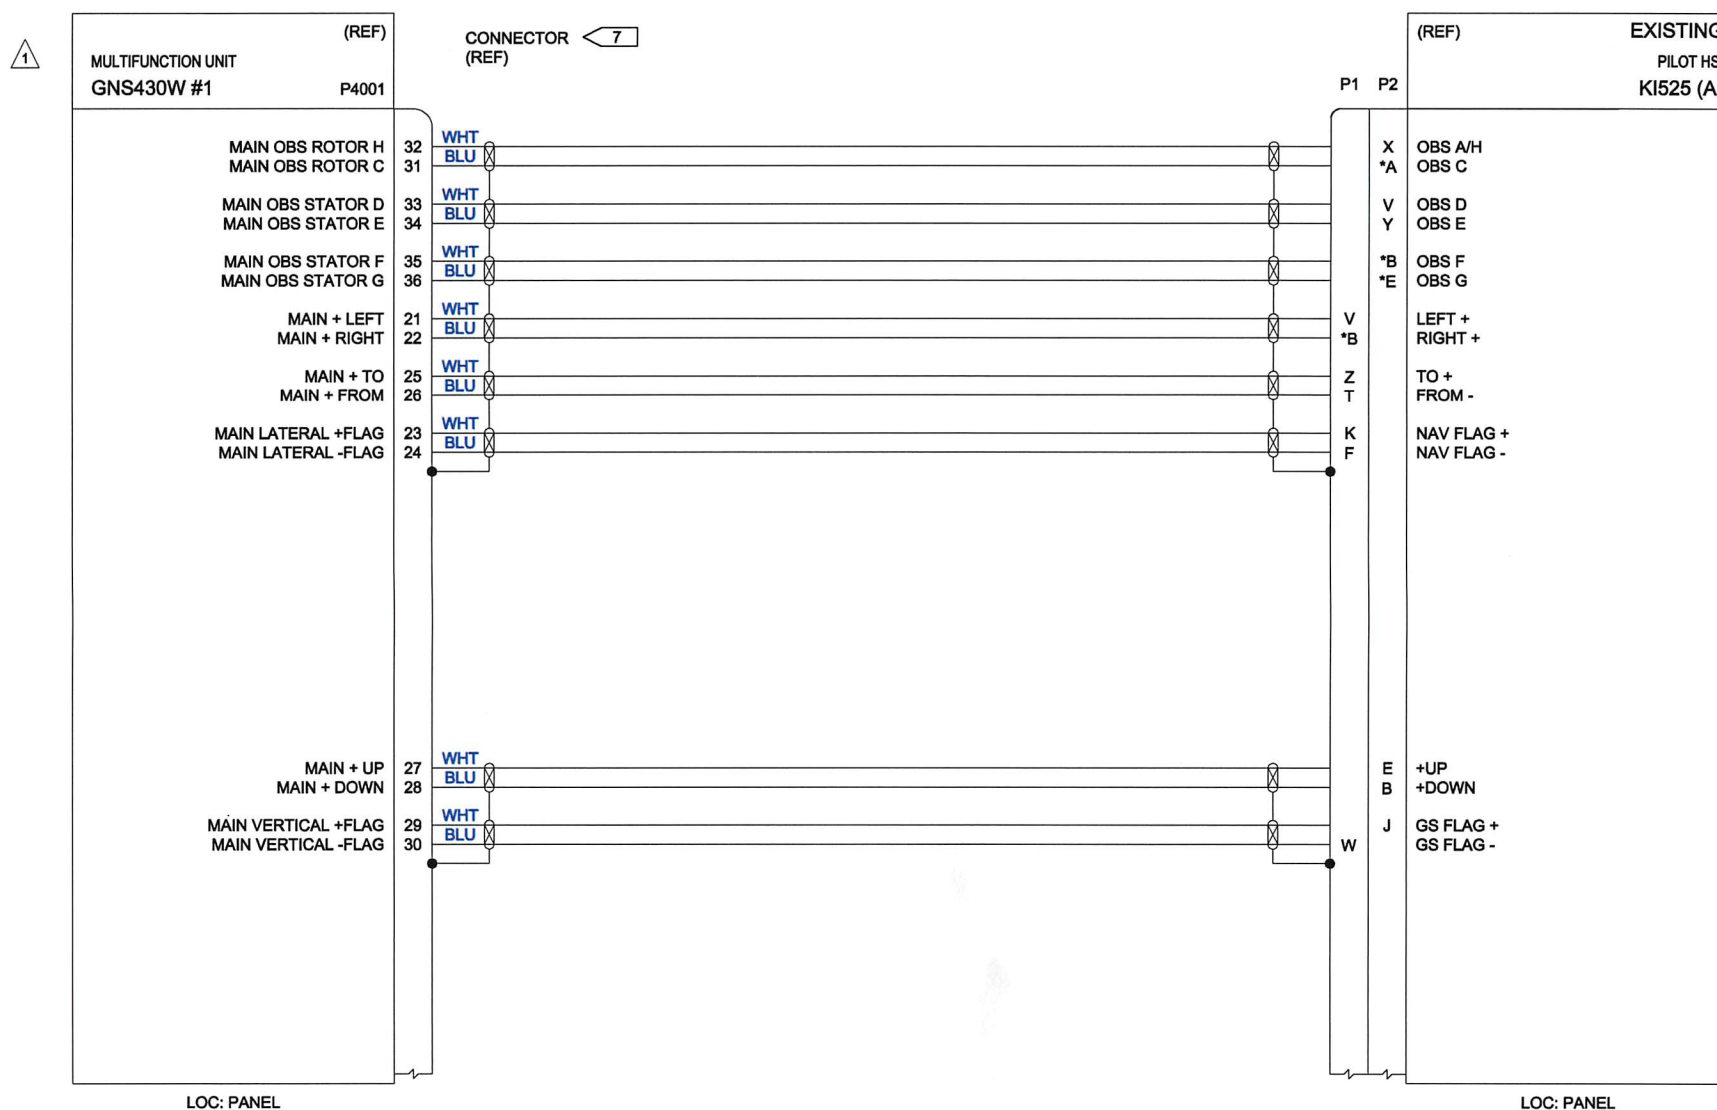 (REF)
CONNECTOR 7
(REF)
(REF) EXISTING
1
MULTIFUNCTION UNIT
PILOT HS
GNS430W #1 P4001
P1 P2
KI525 (A
MAIN OBS ROTOR H 32 WHT X OBS A/H
MAIN OBS ROTOR C 31 BLU *A OBS C
MAIN OBS STATOR D 33 WHT V OBS D
MAIN OBS STATOR E 34 BLU Y OBS E
MAIN OBS STATOR F 35 WHT *B OBS F
MAIN OBS STATOR G 36 BLU *E OBS G
MAIN + LEFT 21 WHT V LEFT +
MAIN + RIGHT 22 BLU *B RIGHT +
MAIN + TO 25 WHT Z TO +
MAIN + FROM 26 BLU T FROM -
MAIN LATERAL +FLAG 23 WHT K NAV FLAG +
MAIN LATERAL -FLAG 24 BLU F NAV FLAG -
MAIN + UP 27 WHT E +UP
MAIN + DOWN 28 BLU B +DOWN
MAIN VERTICAL +FLAG 29 WHT J GS FLAG +
MAIN VERTICAL -FLAG 30 BLU W GS FLAG -
LOC: PANEL
LOC: PANEL